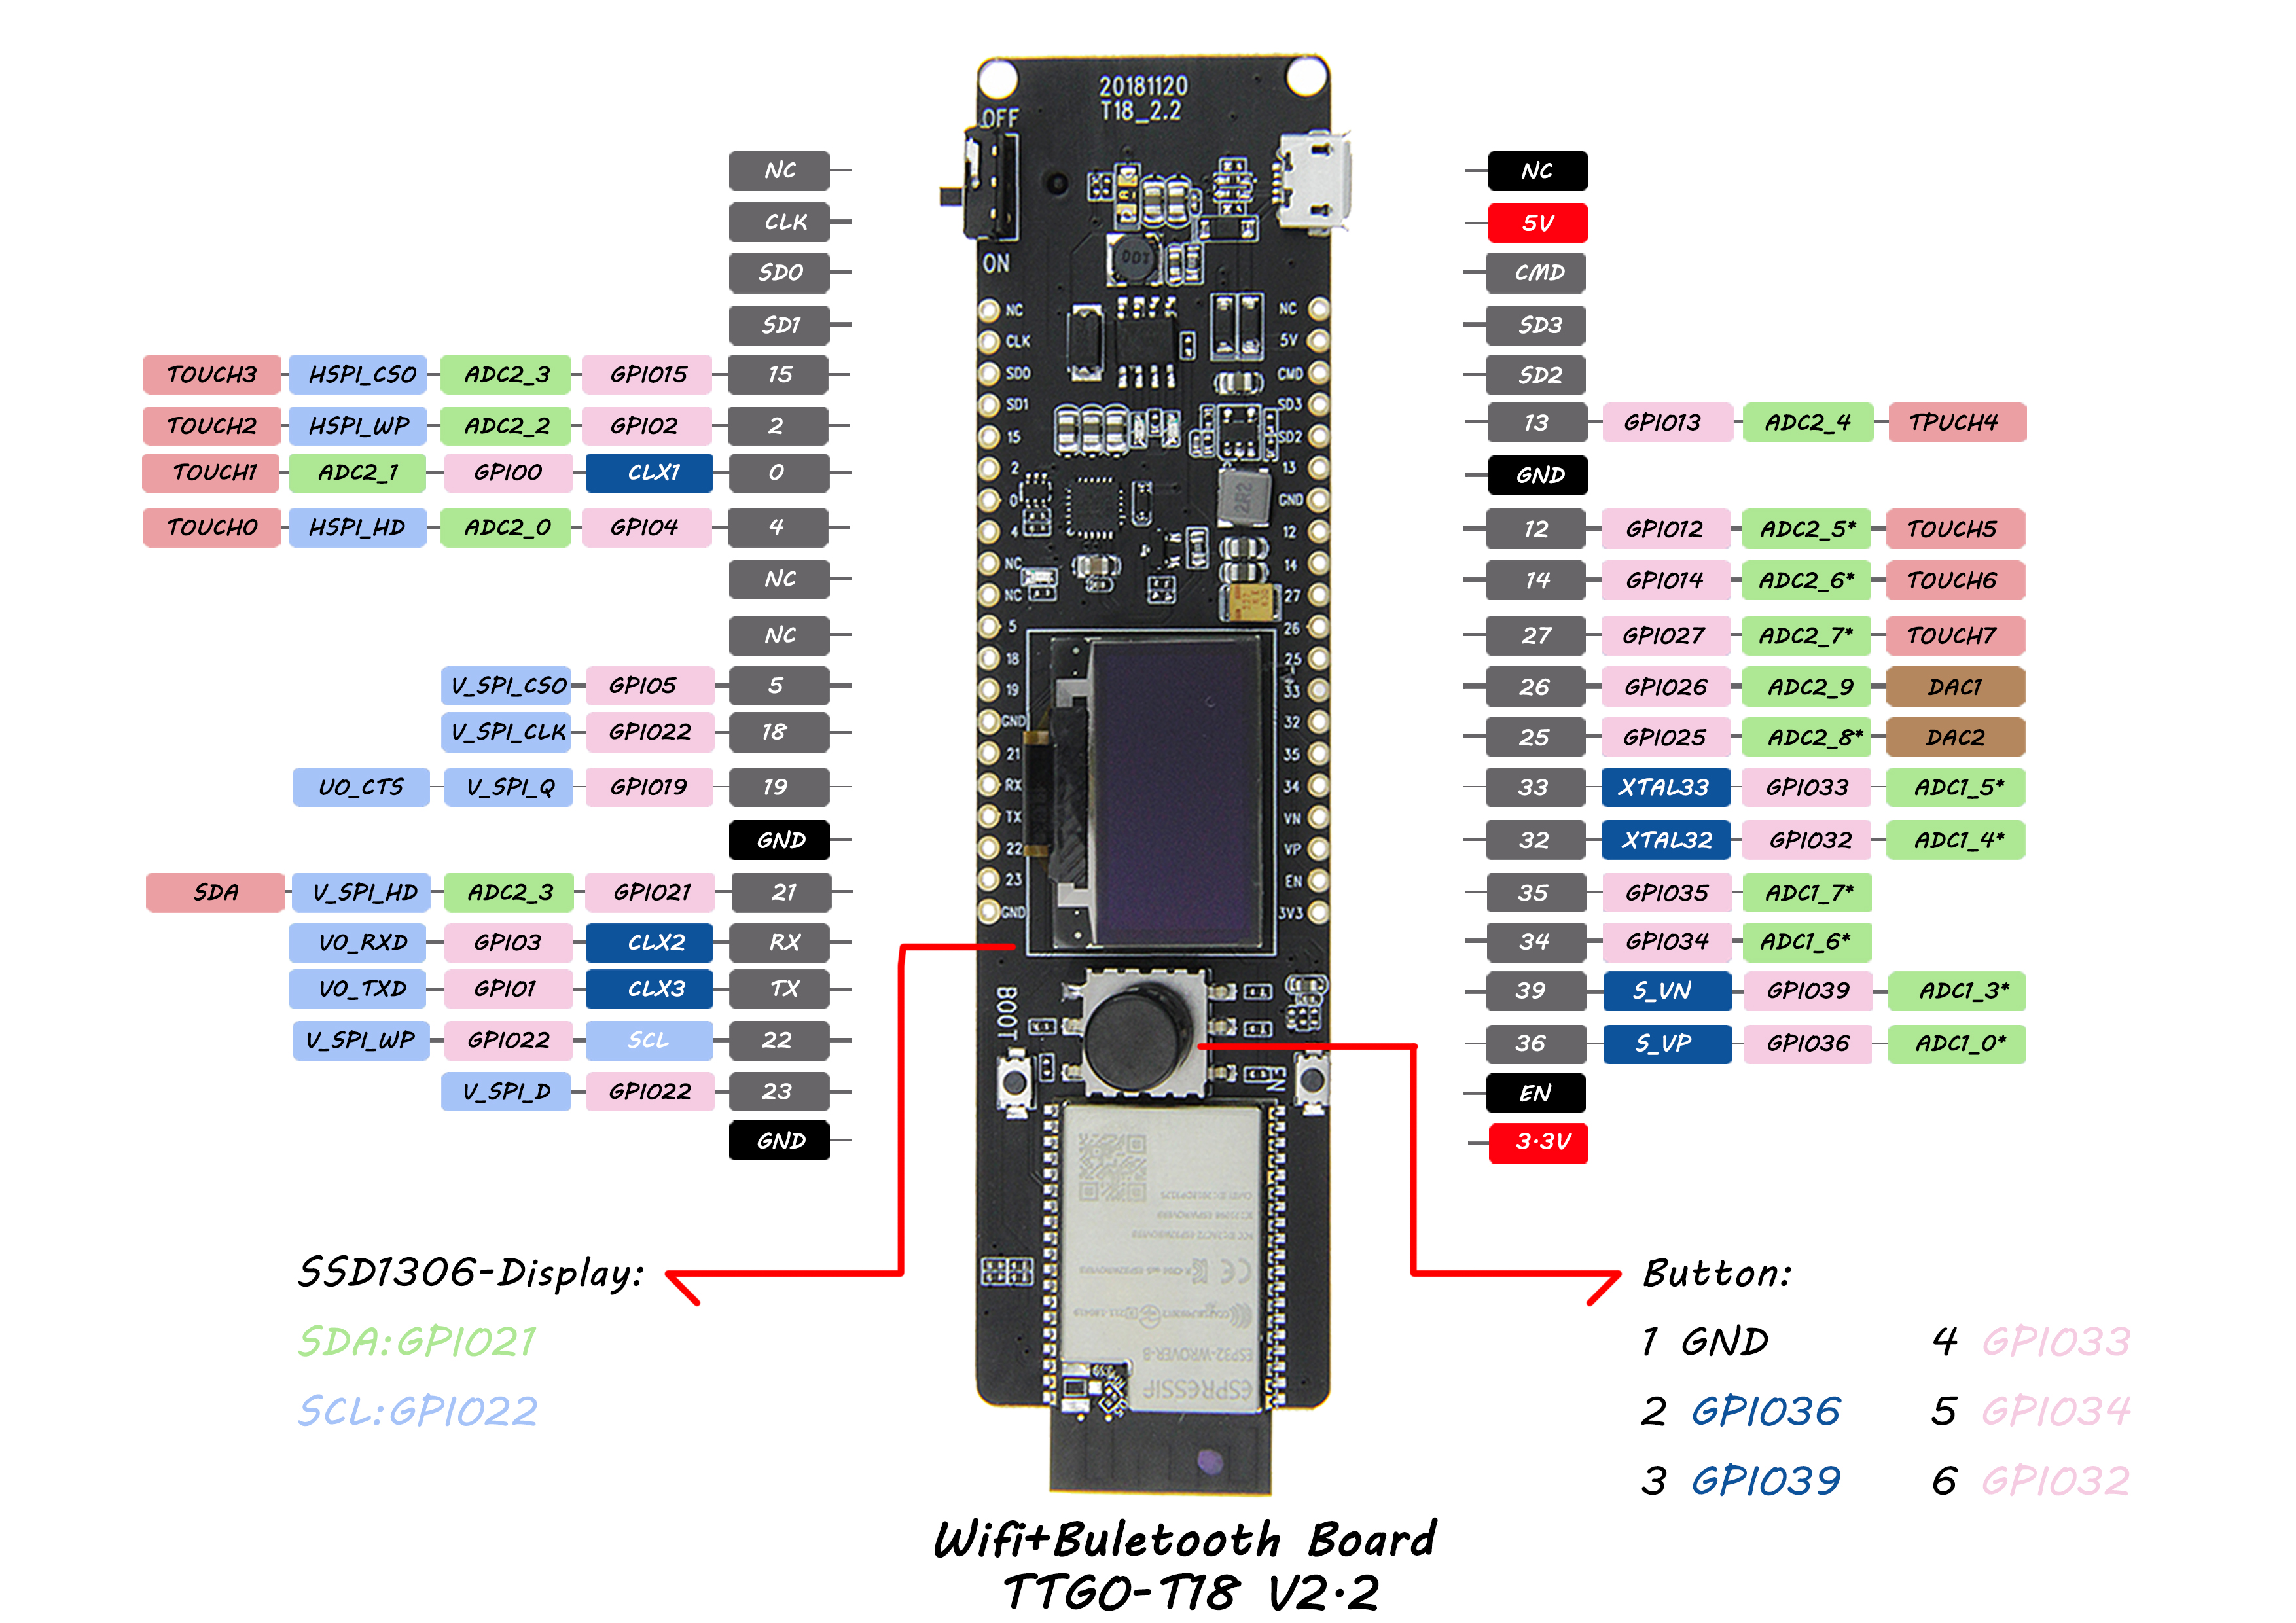 20181120
T18_2.2
OFF
ON
NC
CLK
SD0
SD1
TOUCH3 HSPI_CSO ADC2_3 GPIO15 15
TOUCH2 HSPI_WP ADC2_2 GPIO2 2
TOUCH1 ADC2_1 GPIO0 CLX1 0
TOUCH0 HSPI_HD ADC2_0 GPIO4 4
NC
NC
V_SPI_CSO GPIO5 5
V_SPI_CLK GPIO22 18
UO_CTS V_SPI_Q GPIO19 19
GND
SDA V_SPI_HD ADC2_3 GPIO21 21
VO_RXD GPIO3 CLX2 RX
VO_TXD GPIO1 CLX3 TX
V_SPI_WP GPIO22 SCL 22
V_SPI_D GPIO22 23
GND
NC
CLK
SD0
SD1
15
2
0
4
NC
NC
5
18
19
GND
21
RX
TX
22
23
GND
001
2R2
NC
5V
CMD
SD3
SD2
13
GND
12
14
27
26
25
33
32
35
34
VN
VP
EN
3V3
BOOT
EN
ESP32-WROVER-B
ESPRESSIF
NC
5V
CMD
SD3
SD2
13 GPIO13 ADC2_4 TPUCH4
GND
12 GPIO12 ADC2_5* TOUCH5
14 GPIO14 ADC2_6* TOUCH6
27 GPIO27 ADC2_7* TOUCH7
26 GPIO26 ADC2_9 DAC1
25 GPIO25 ADC2_8* DAC2
33 XTAL33 GPIO33 ADC1_5*
32 XTAL32 GPIO32 ADC1_4*
35 GPIO35 ADC1_7*
34 GPIO34 ADC1_6*
39 S_VN GPIO39 ADC1_3*
36 S_VP GPIO36 ADC1_0*
EN
3.3V
SSD1306-Display:
SDA:GPIO21
SCL:GPIO22
Button:
1 GND 4 GPIO33
2 GPIO36 5 GPIO34
3 GPIO39 6 GPIO32
Wifi+Buletooth Board
TTGO-T18 V2.2